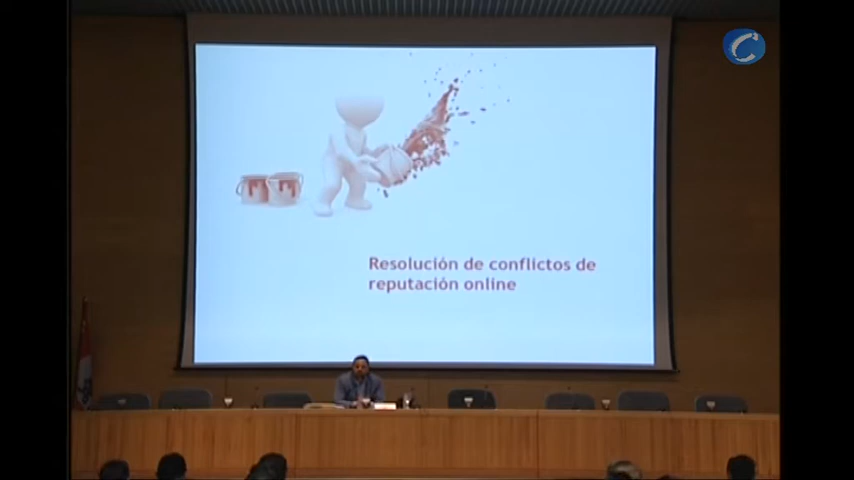 Resolución de conflictos de
reputación online